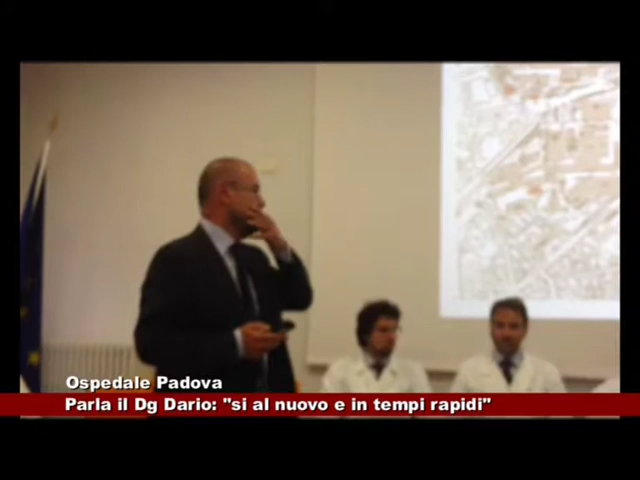 Ospedale Padova
Parla il Dg Dario: "si al nuovo e in tempi rapidi"